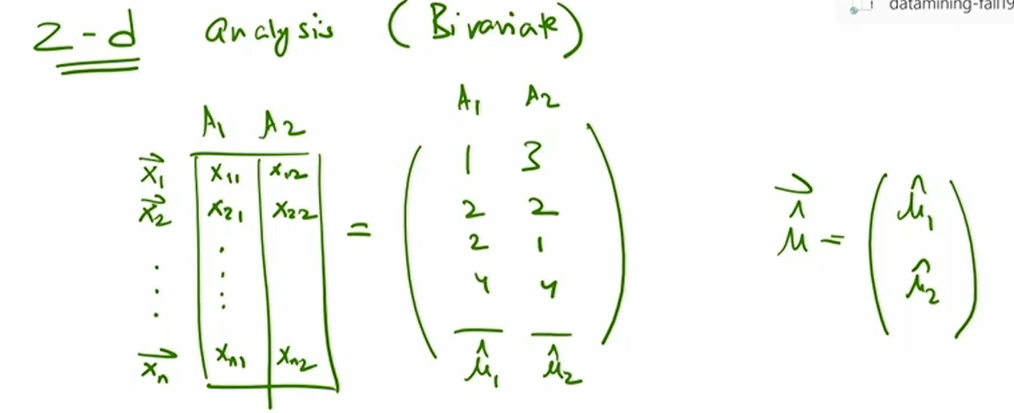 datamining-fall19
2-d analysis (Bivariate)
A₁ A₂
A₁ A₂
x⃗₁ x₁₁ x₁₂
x⃗₂ x₂₁ x₂₂
⋮ ⋮
x⃗ₙ xₙ₁ xₙ₂
=
1 3
2 2
2 1
4 4
μ̂₁ μ̂₂
μ̂⃗ = ( μ̂₁
μ̂₂ )